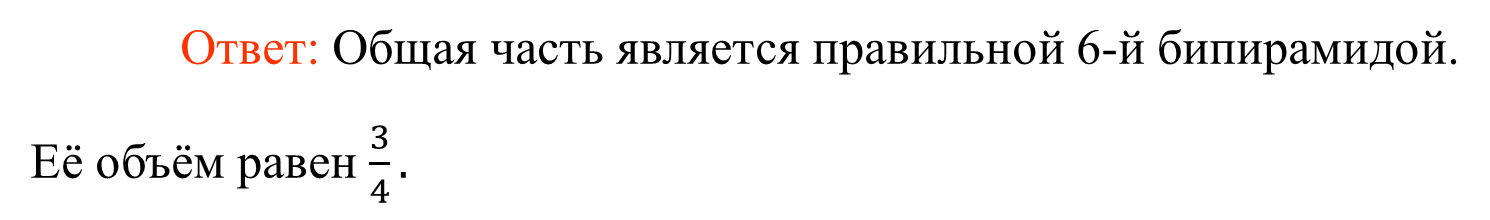 Ответ: Общая часть является правильной 6-й бипирамидой.
Её объём равен 3/4.